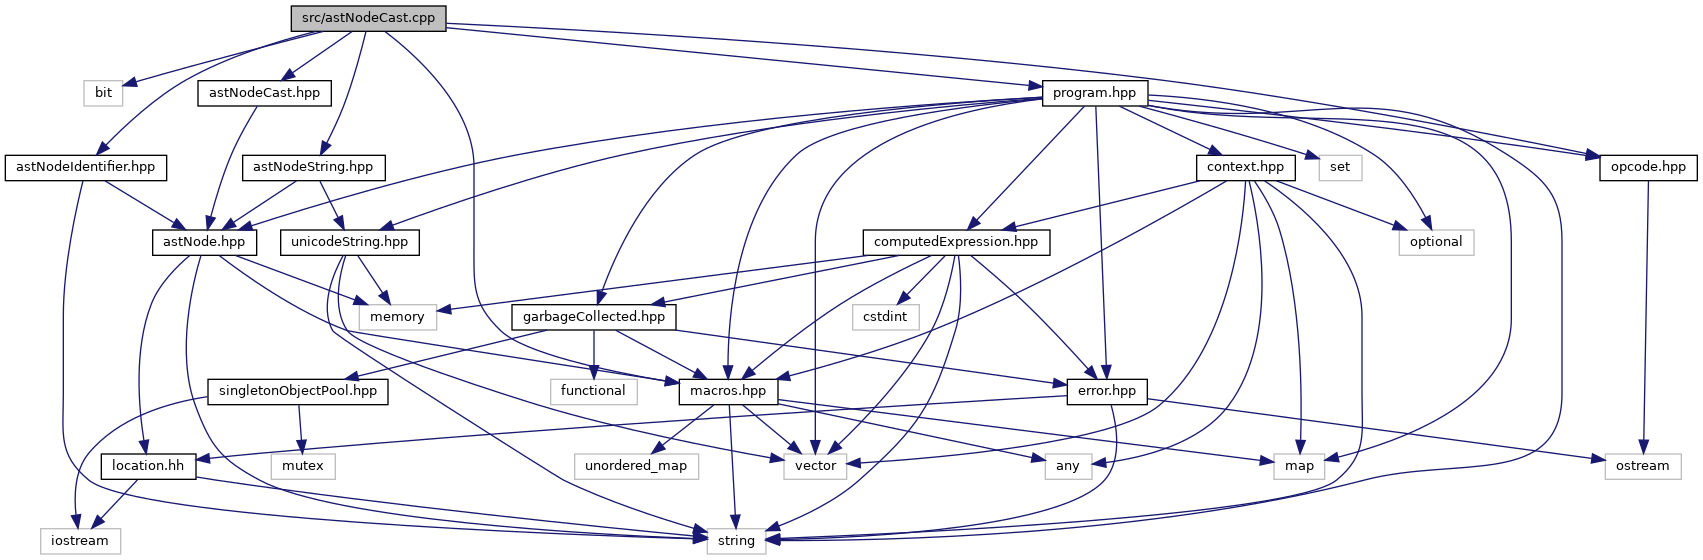 src/astNodeCast.cpp
bit
astNodeCast.hpp
program.hpp
astNodeIdentifier.hpp
astNodeString.hpp
context.hpp
set
opcode.hpp
astNode.hpp
unicodeString.hpp
computedExpression.hpp
optional
memory
garbageCollected.hpp
cstdint
singletonObjectPool.hpp
functional
macros.hpp
error.hpp
location.hh
mutex
unordered_map
vector
any
map
ostream
iostream
string